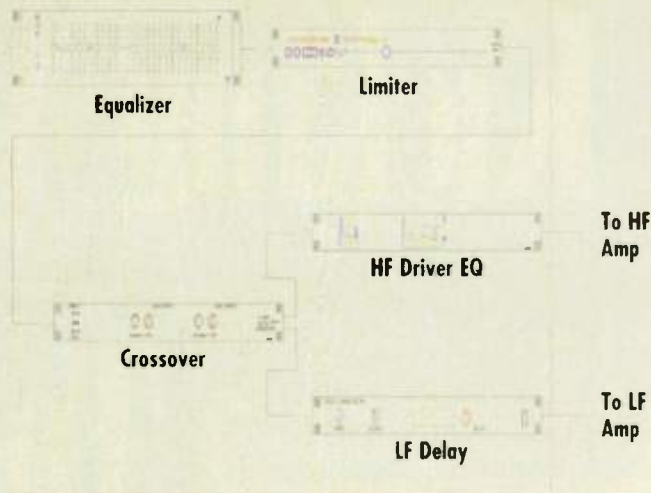 Equalizer
Limiter
HF Driver EQ
To HF
Amp
Crossover
LF Delay
To LF
Amp